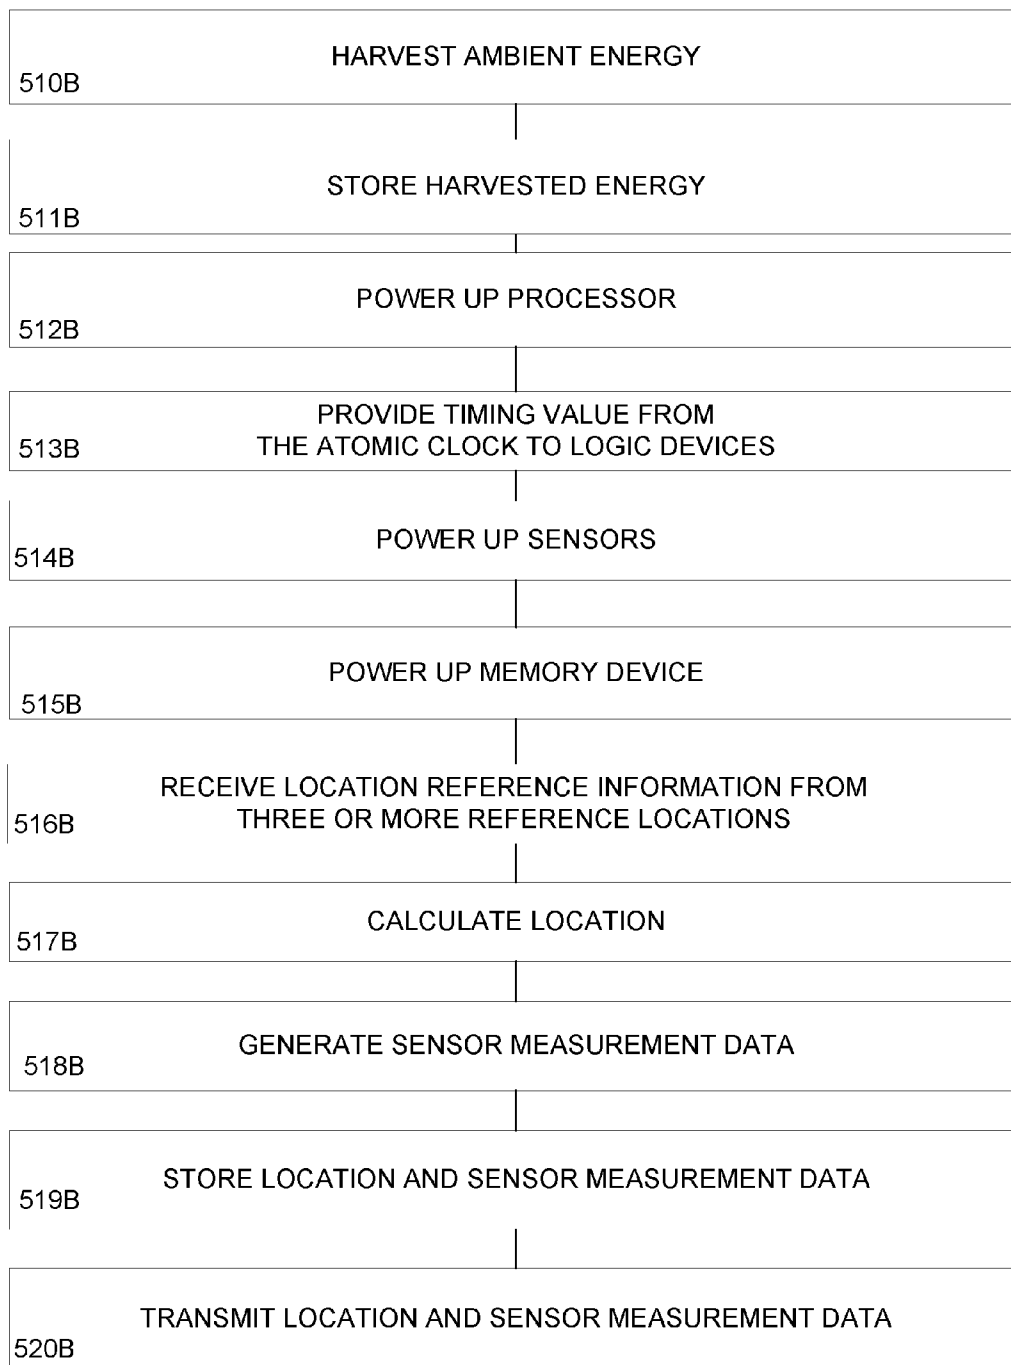 HARVEST AMBIENT ENERGY
510B
STORE HARVESTED ENERGY
511B
POWER UP PROCESSOR
512B
PROVIDE TIMING VALUE FROM
THE ATOMIC CLOCK TO LOGIC DEVICES
513B
POWER UP SENSORS
514B
POWER UP MEMORY DEVICE
515B
RECEIVE LOCATION REFERENCE INFORMATION FROM
THREE OR MORE REFERENCE LOCATIONS
516B
CALCULATE LOCATION
517B
GENERATE SENSOR MEASUREMENT DATA
518B
STORE LOCATION AND SENSOR MEASUREMENT DATA
519B
TRANSMIT LOCATION AND SENSOR MEASUREMENT DATA
520B